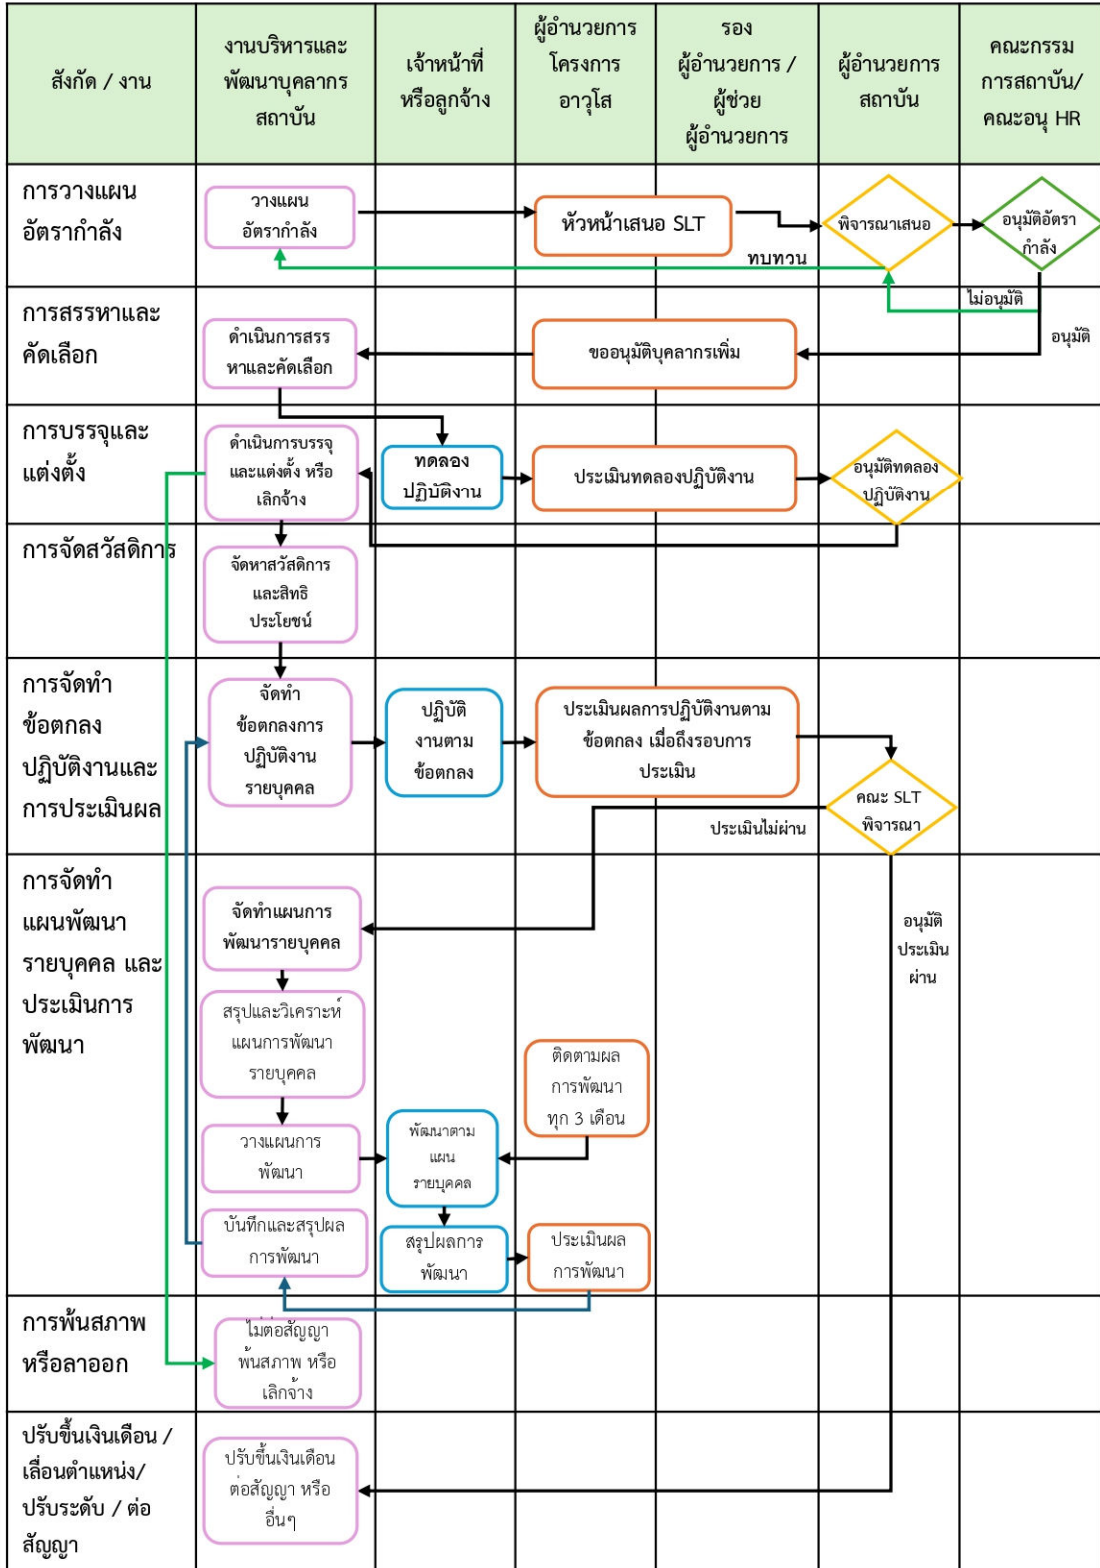 สังกัด / งาน
งานบริหารและ
พัฒนาบุคลากร
สถาบัน
เจ้าหน้าที่
หรือลูกจ้าง
ผู้อำนวยการ
โครงการ
อาวุโส
รอง
ผู้อำนวยการ /
ผู้ช่วย
ผู้อำนวยการ
ผู้อำนวยการ
สถาบัน
คณะกรรม
การสถาบัน/
คณะอนุ HR
การวางแผน
อัตรากำลัง
วางแผน
อัตรากำลัง
หัวหน้าเสนอ SLT
พิจารณาเสนอ
อนุมัติอัตรา
กำลัง
ทบทวน
ไม่อนุมัติ
อนุมัติ
การสรรหาและ
คัดเลือก
ดำเนินการสรร
หาและคัดเลือก
ขออนุมัติบุคลากรเพิ่ม
การบรรจุและ
แต่งตั้ง
ดำเนินการบรรจุ
และแต่งตั้ง หรือ
เลิกจ้าง
ทดลอง
ปฏิบัติงาน
ประเมินทดลองปฏิบัติงาน
อนุมัติทดลอง
ปฏิบัติงาน
การจัดสวัสดิการ
จัดหาสวัสดิการ
และสิทธิ
ประโยชน์
การจัดทำ
ข้อตกลง
ปฏิบัติงานและ
การประเมินผล
จัดทำ
ข้อตกลงการ
ปฏิบัติงาน
รายบุคคล
ปฏิบัติ
งานตาม
ข้อตกลง
ประเมินผลการปฏิบัติงานตาม
ข้อตกลง เมื่อถึงรอบการ
ประเมิน
คณะ SLT
พิจารณา
ประเมินไม่ผ่าน
อนุมัติ
ประเมิน
ผ่าน
การจัดทำ
แผนพัฒนา
รายบุคคล และ
ประเมินการ
พัฒนา
จัดทำแผนการ
พัฒนารายบุคคล
สรุปและวิเคราะห์
แผนการพัฒนา
รายบุคคล
วางแผนการ
พัฒนา
พัฒนาตาม
แผน
รายบุคคล
ติดตามผล
การพัฒนา
ทุก 3 เดือน
บันทึกและสรุปผล
การพัฒนา
สรุปผลการ
พัฒนา
ประเมินผล
การพัฒนา
การพ้นสภาพ
หรือลาออก
ไม่ต่อสัญญา
พ้นสภาพ หรือ
เลิกจ้าง
ปรับขึ้นเงินเดือน /
เลื่อนตำแหน่ง/
ปรับระดับ / ต่อ
สัญญา
ปรับขึ้นเงินเดือน
ต่อสัญญา หรือ
อื่นๆ